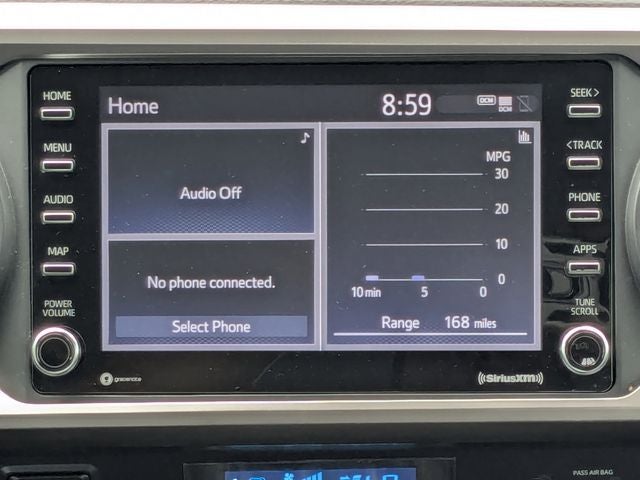 HOME
MENU
AUDIO
MAP
POWER
VOLUME
Home
8:59
DCM
DCM
SEEK >
< TRACK
PHONE
APPS
TUNE
SCROLL
Audio Off
No phone connected.
Select Phone
MPG
30
20
10
0
10 min 5 0
Range 168 miles
gracenote
((SiriusXM))
PASS AIR BAG